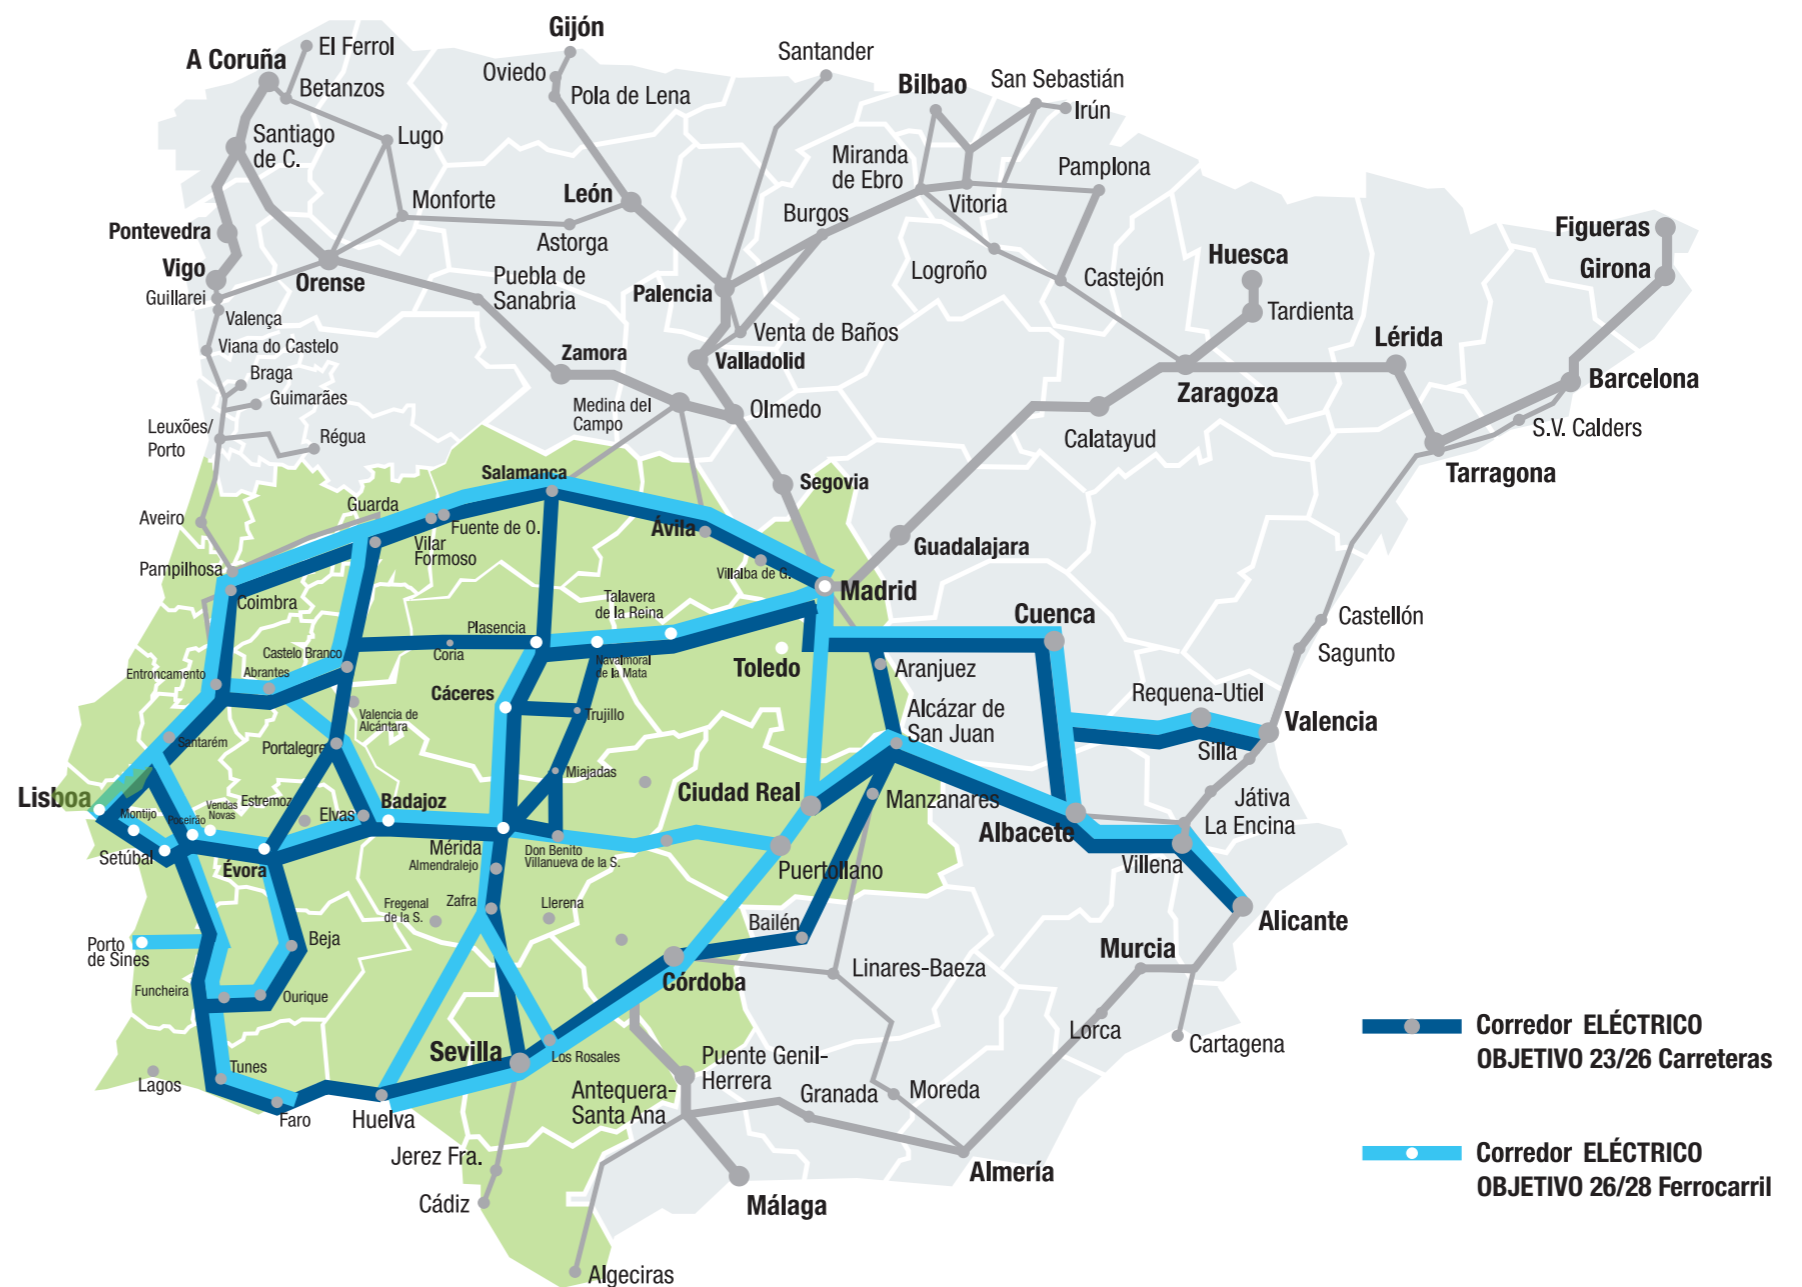 Gijón
El Ferrol
A Coruña
Santander
Oviedo
San Sebastián
Betanzos
Pola de Lena
Bilbao
Irún
Santiago
de C.
Lugo
Miranda
de Ebro
Pamplona
León
Monforte
Burgos
Vitoria
Pontevedra
Astorga
Figueras
Huesca
Logroño
Castejón
Vigo
Orense
Puebla de
Sanabria
Palencia
Girona
Guillarei
Tardienta
Valença
Venta de Baños
Lérida
Viana do Castelo
Zamora
Valladolid
Braga
Barcelona
Guimarães
Zaragoza
Medina del
Campo
Olmedo
Leuxões/
Porto
Régua
Calatayud
S.V. Calders
Salamanca
Segovia
Tarragona
Guarda
Aveiro
Fuente de O.
Ávila
Vilar
Formoso
Guadalajara
Pampilhosa
Villalba de G.
Madrid
Coimbra
Talavera
de la Reina
Cuenca
Castellón
Plasencia
Castelo Branco
Coria
Sagunto
Navalmoral
de la Mata
Toledo
Aranjuez
Entroncamento
Abrantes
Cáceres
Requena-Utiel
Valencia de
Alcántara
Trujillo
Alcázar de
San Juan
Valencia
Santarém
Portalegre
Silla
Miajadas
Lisboa
Ciudad Real
Manzanares
Játiva
Montijo
Vendas
Novas
Estremoz
Elvas
Badajoz
Poceirão
La Encina
Albacete
Setúbal
Évora
Mérida
Don Benito
Villanueva de la S.
Almendralejo
Puertollano
Villena
Fregenal
de la S.
Zafra
Llerena
Bailén
Alicante
Porto
de Sines
Beja
Murcia
Linares-Baeza
Córdoba
Funcheira
Ourique
Lorca
Corredor ELÉCTRICO
OBJETIVO 23/26 Carreteras
Cartagena
Sevilla
Los Rosales
Puente Genil-
Herrera
Tunes
Lagos
Antequera-
Santa Ana
Granada
Moreda
Faro
Huelva
Jerez Fra.
Corredor ELÉCTRICO
OBJETIVO 26/28 Ferrocarril
Almería
Cádiz
Málaga
Algeciras